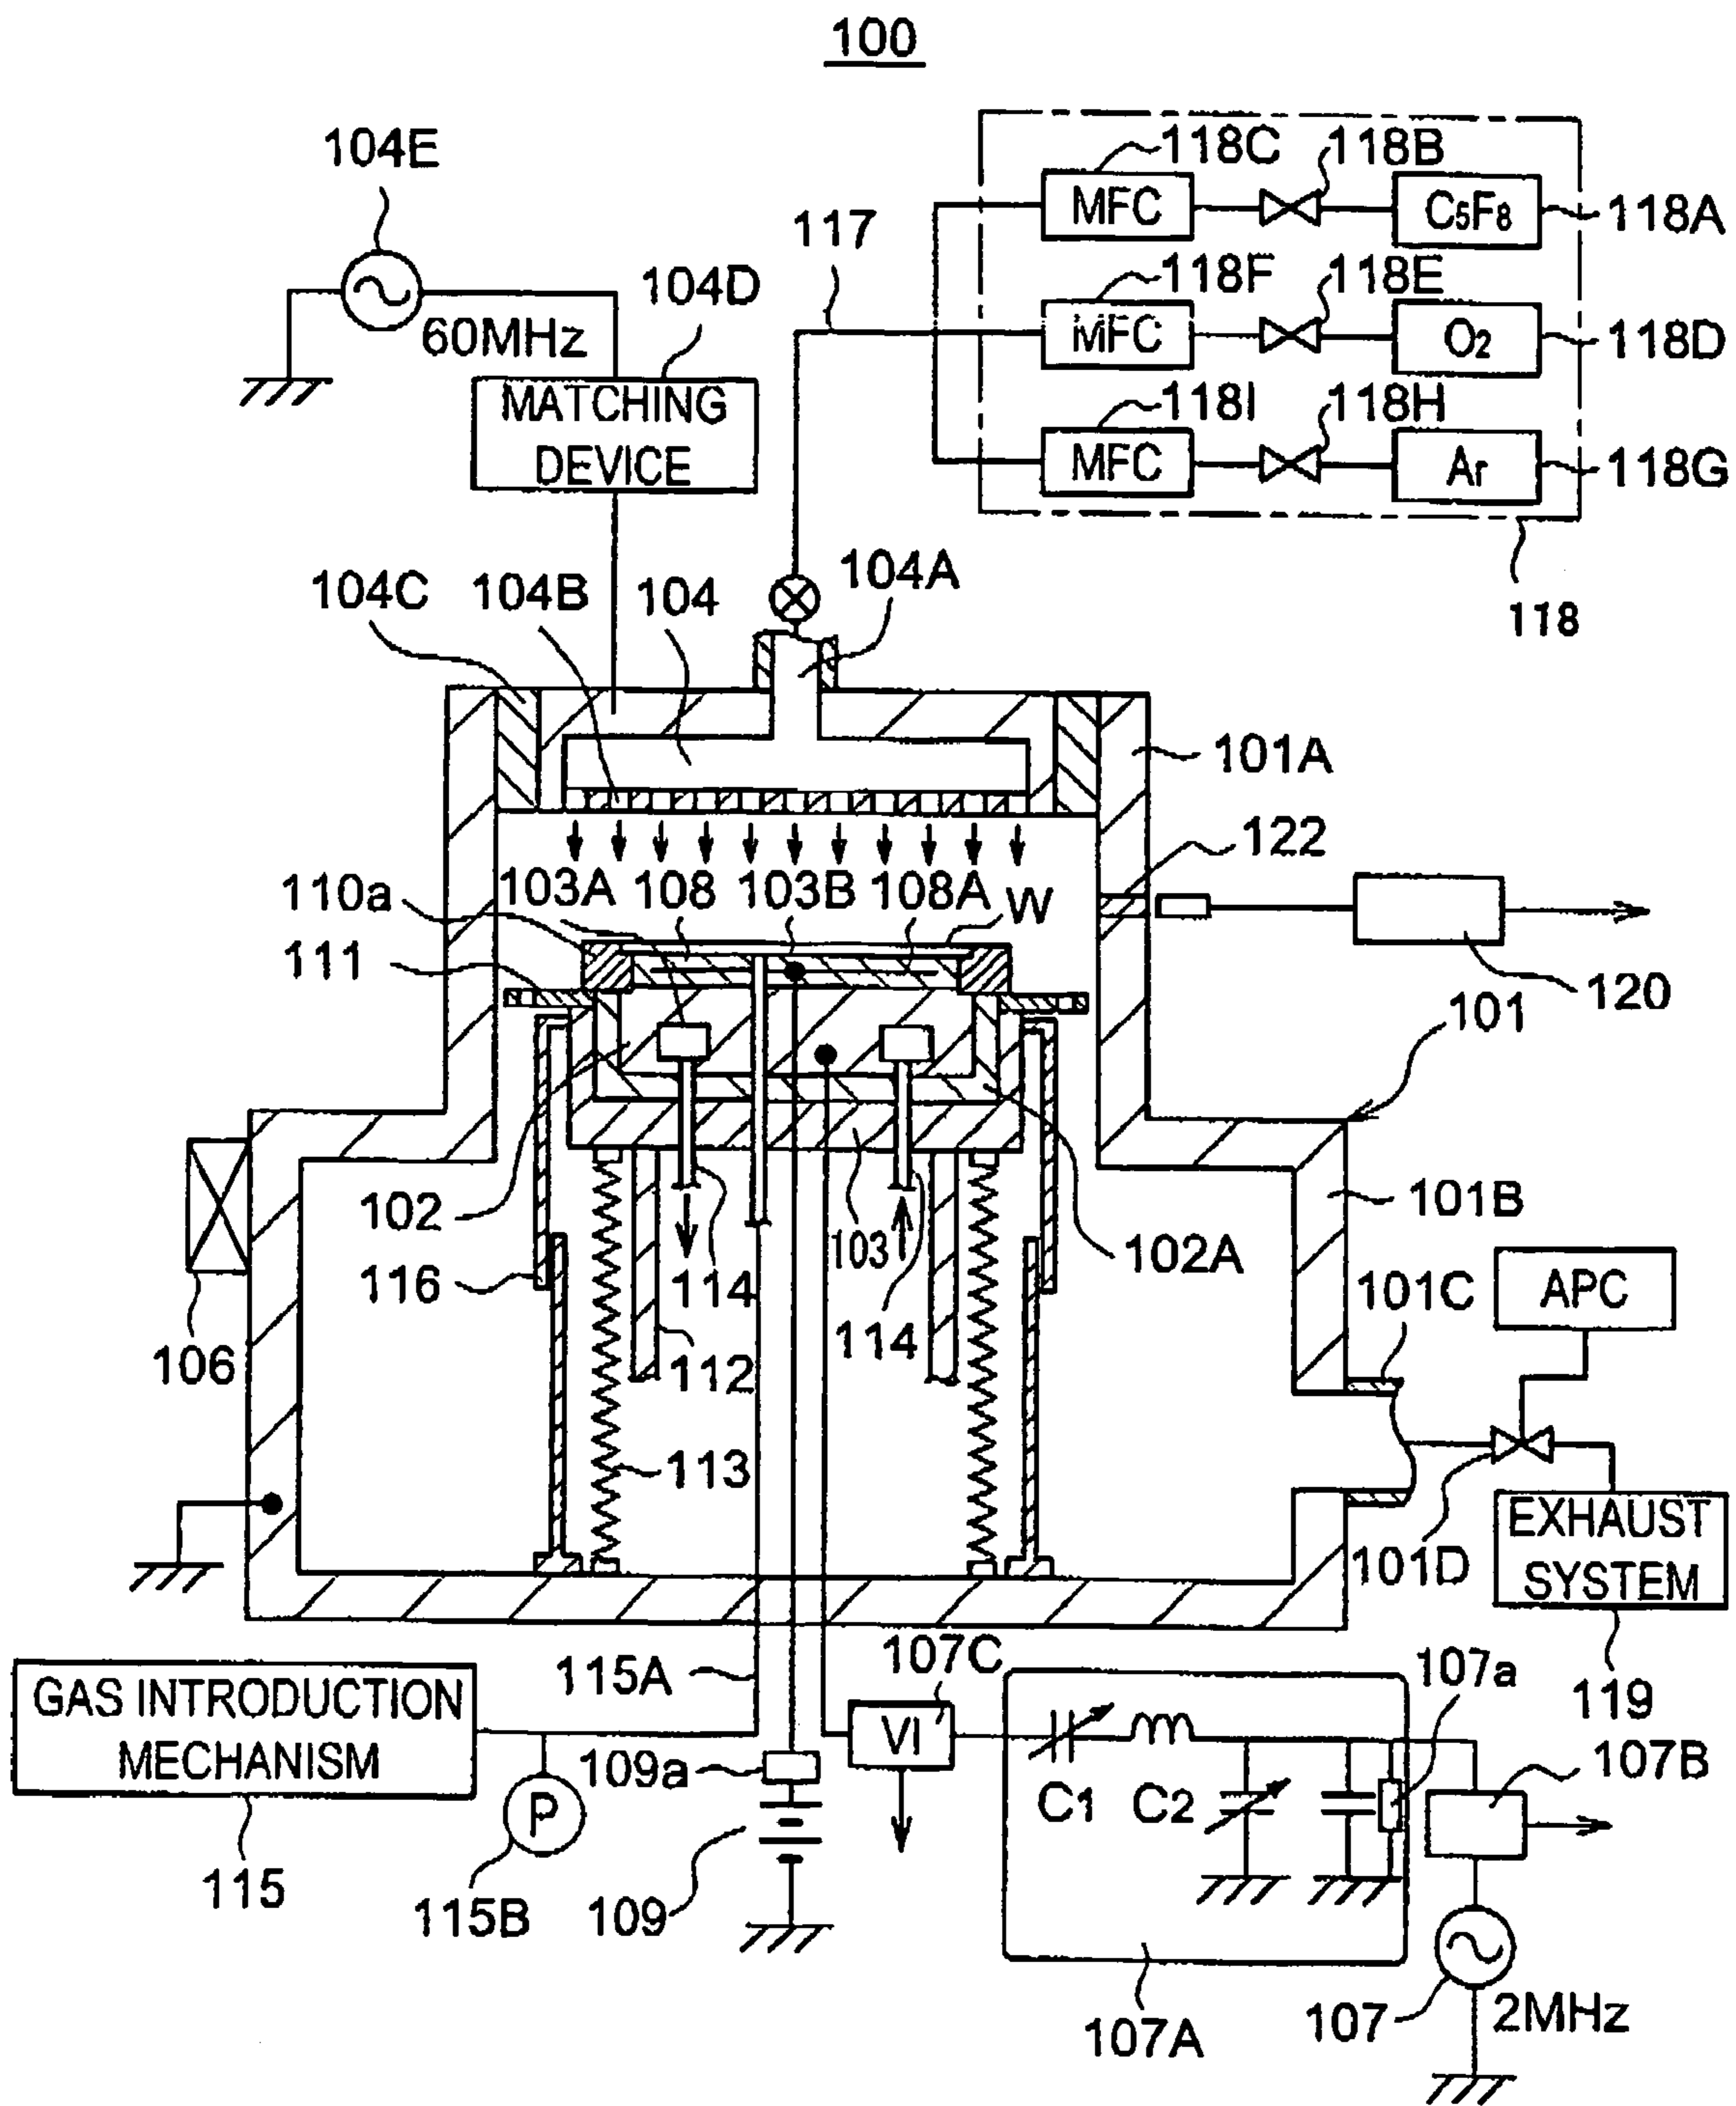 100
104E
118C
118B
MFC
C5F8
118A
117
104D
118F
118E
60MHz
MFC
O2
118D
MATCHING
DEVICE
118I
118H
MFC
Ar
118G
104C
104B
104
104A
118
101A
122
110a
103A
108
103B
108A
W
111
120
101
102
103
101B
116
114
102A
101C
APC
106
112
114
113
EXHAUST
SYSTEM
101D
119
115A
107C
107a
GAS INTRODUCTION
MECHANISM
VI
109a
107B
C1
C2
P
115
115B
109
107A
107
2MHz